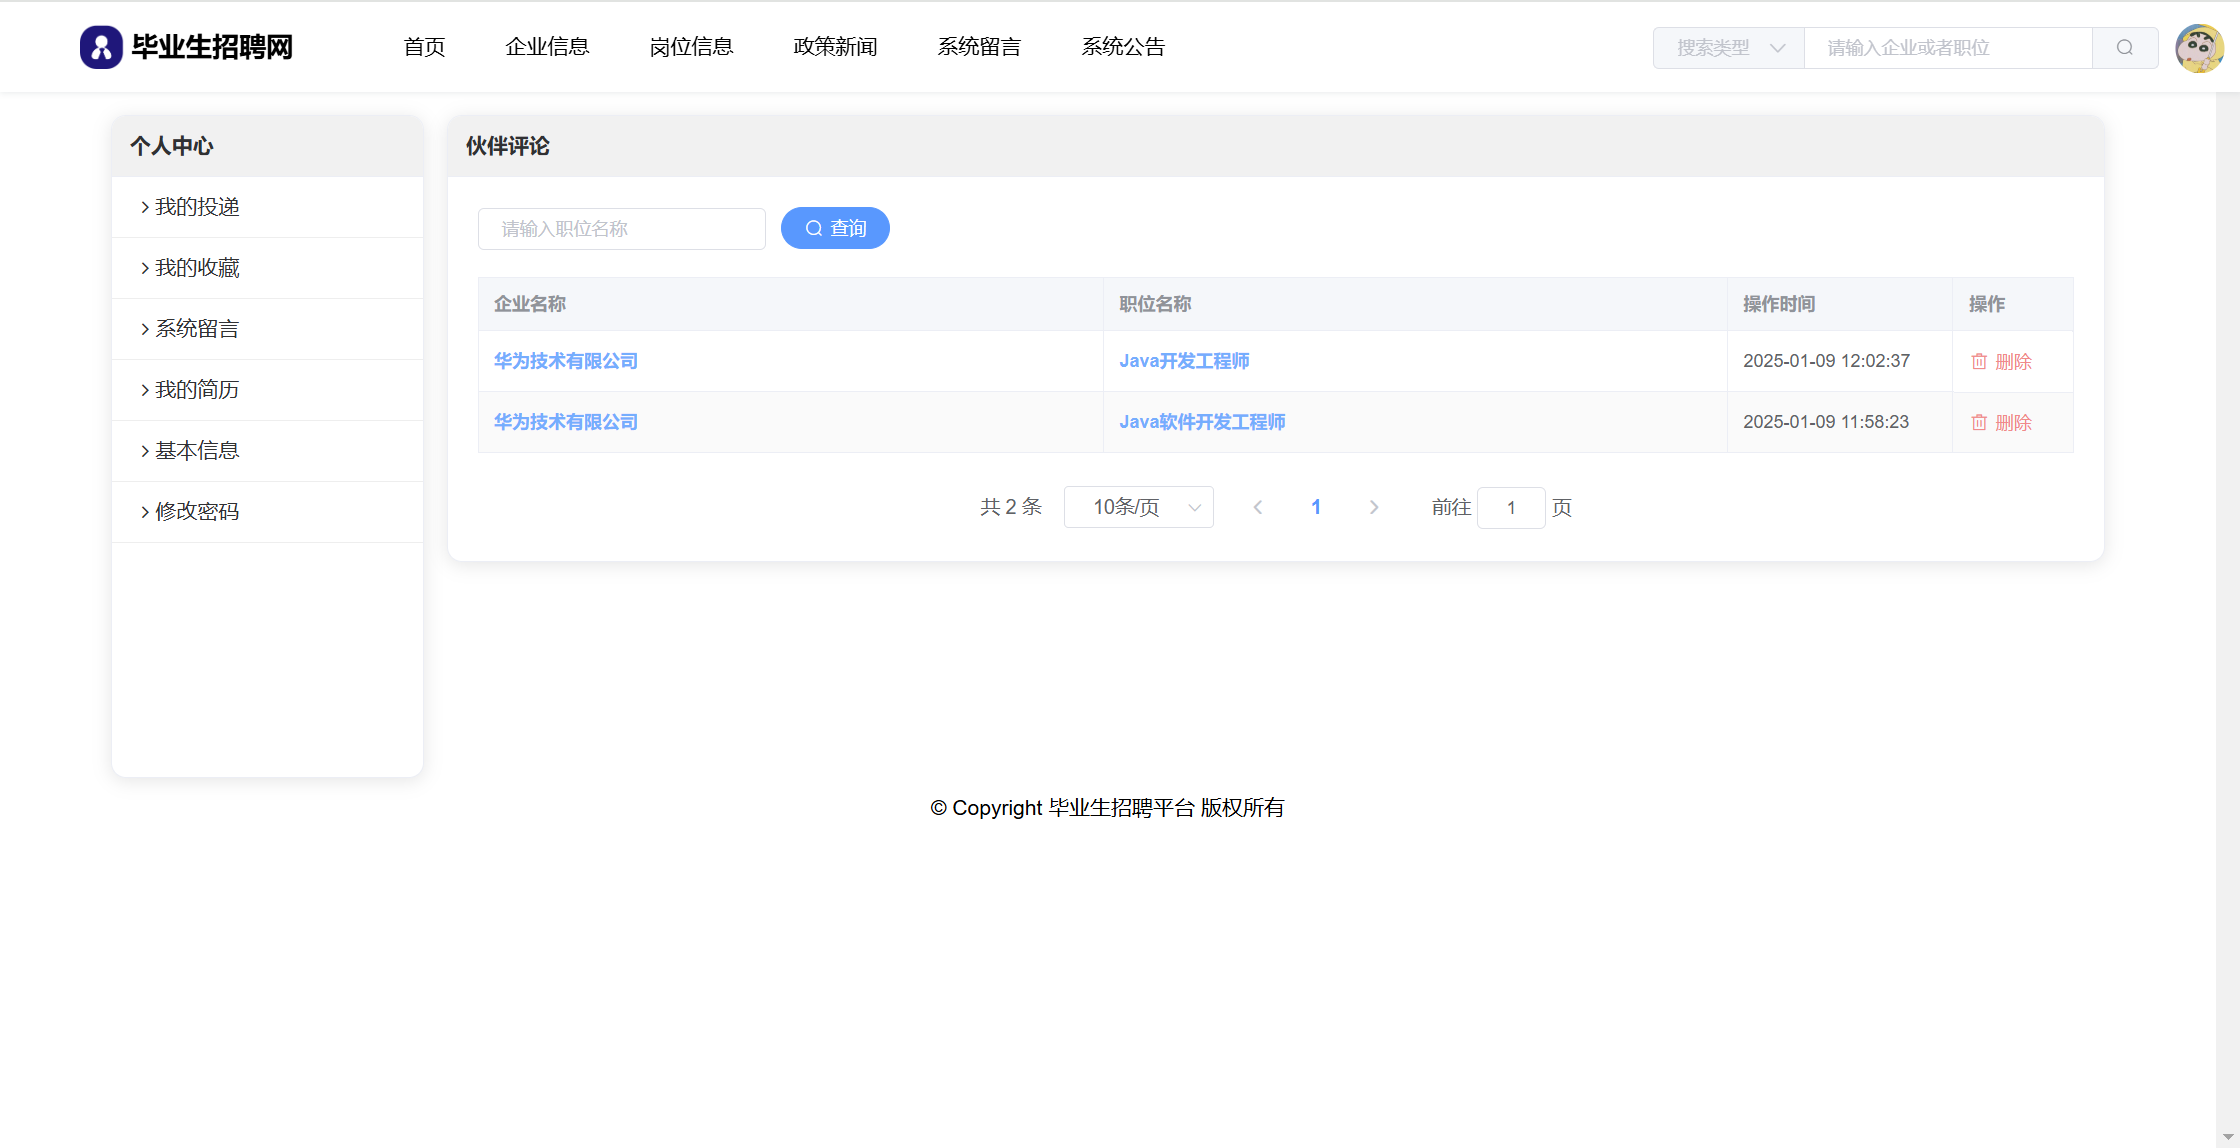 毕业生招聘网 首页 企业信息 岗位信息 政策新闻 系统留言 系统公告 搜索类型 请输入企业或者职位
个人中心
我的投递
我的收藏
系统留言
我的简历
基本信息
修改密码
伙伴评论
请输入职位名称 查询
企业名称 职位名称 操作时间 操作
华为技术有限公司 Java开发工程师 2025-01-09 12:02:37 删除
华为技术有限公司 Java软件开发工程师 2025-01-09 11:58:23 删除
共 2 条 10条/页 1 前往 1 页
© Copyright 毕业生招聘平台 版权所有